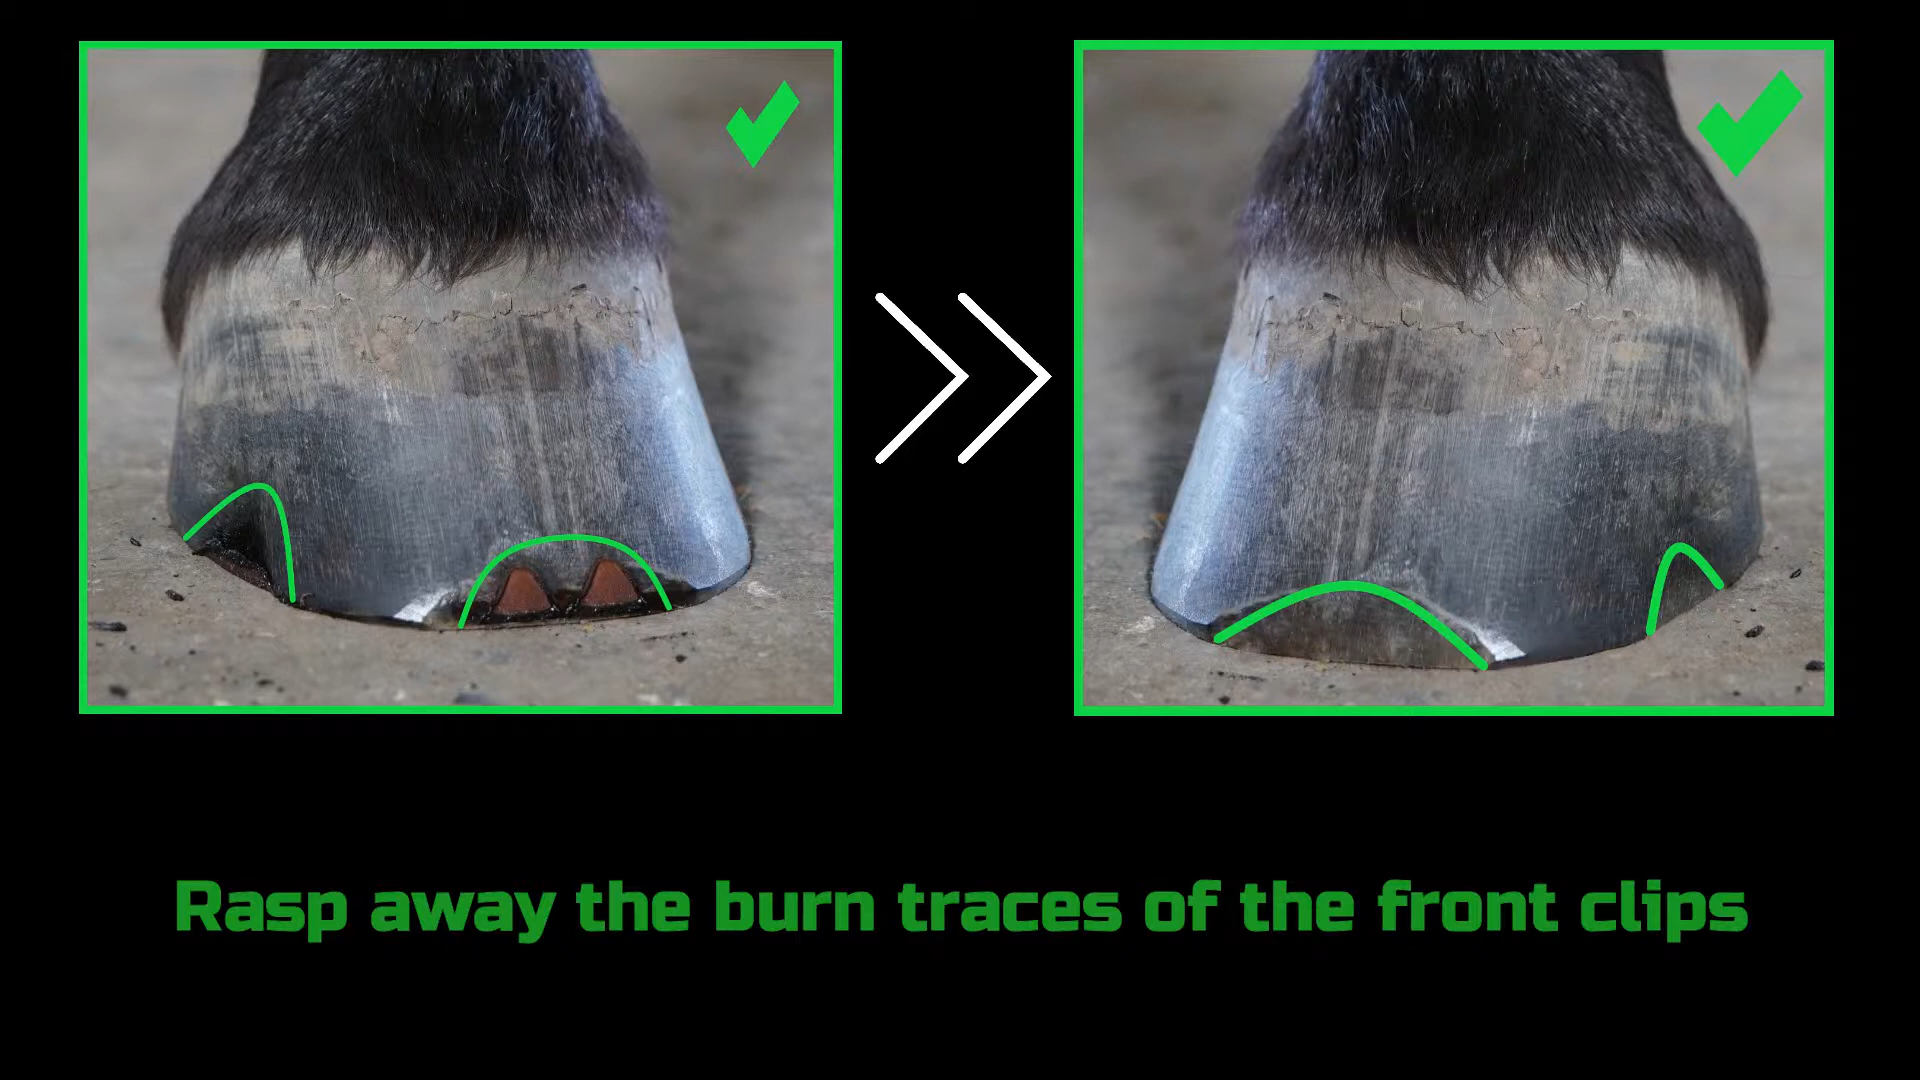 Rasp away the burn traces of the front clips